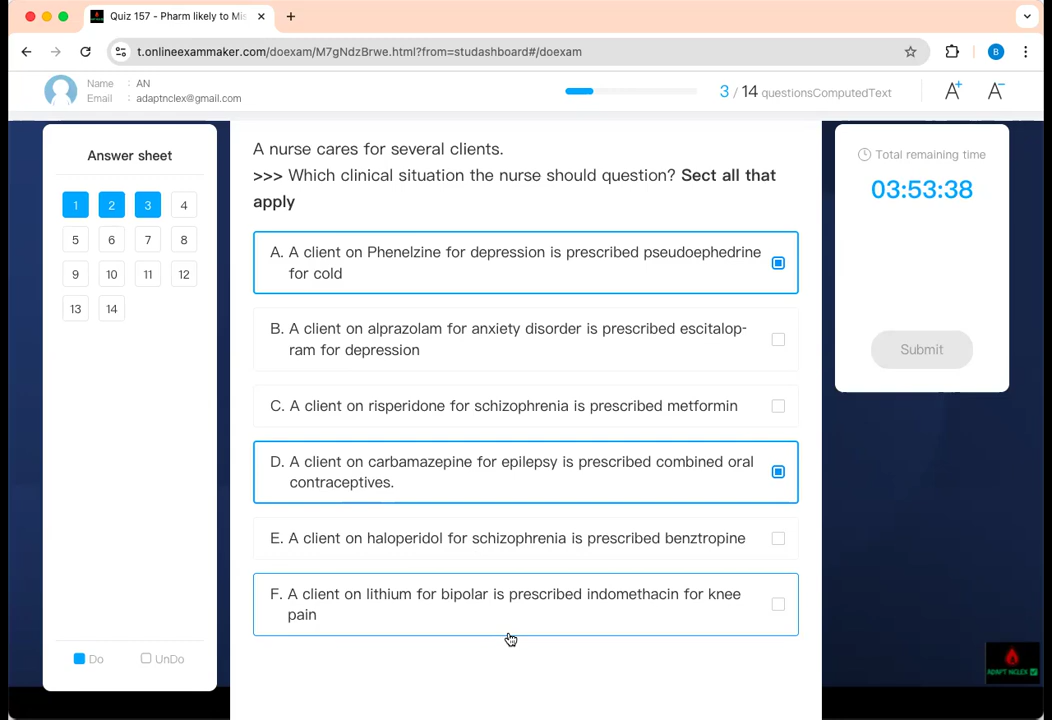 Quiz 157 - Pharm likely to Mis
t.onlineexammaker.com/doexam/M7gNdzBrwe.html?from=studashboard#/doexam
B
Name : AN
Email : adaptnclex@gmail.com
3 / 14 questionsComputedText
A+ A-
Answer sheet
1 2 3 4
5 6 7 8
9 10 11 12
13 14
Do UnDo
A nurse cares for several clients.
>>> Which clinical situation the nurse should question? Sect all that
apply
A. A client on Phenelzine for depression is prescribed pseudoephedrine
for cold
B. A client on alprazolam for anxiety disorder is prescribed escitalop-
ram for depression
C. A client on risperidone for schizophrenia is prescribed metformin
D. A client on carbamazepine for epilepsy is prescribed combined oral
contraceptives.
E. A client on haloperidol for schizophrenia is prescribed benztropine
F. A client on lithium for bipolar is prescribed indomethacin for knee
pain
Total remaining time
03:53:38
Submit
ADAPT NCLEX